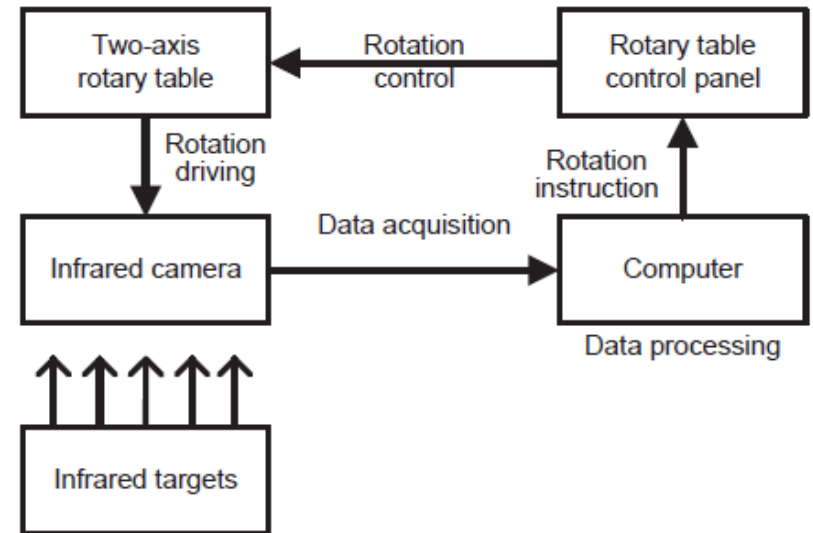 Two-axis
rotary table
Rotation
control
Rotary table
control panel
Rotation
driving
Rotation
instruction
Infrared camera
Data acquisition
Computer
Data processing
Infrared targets